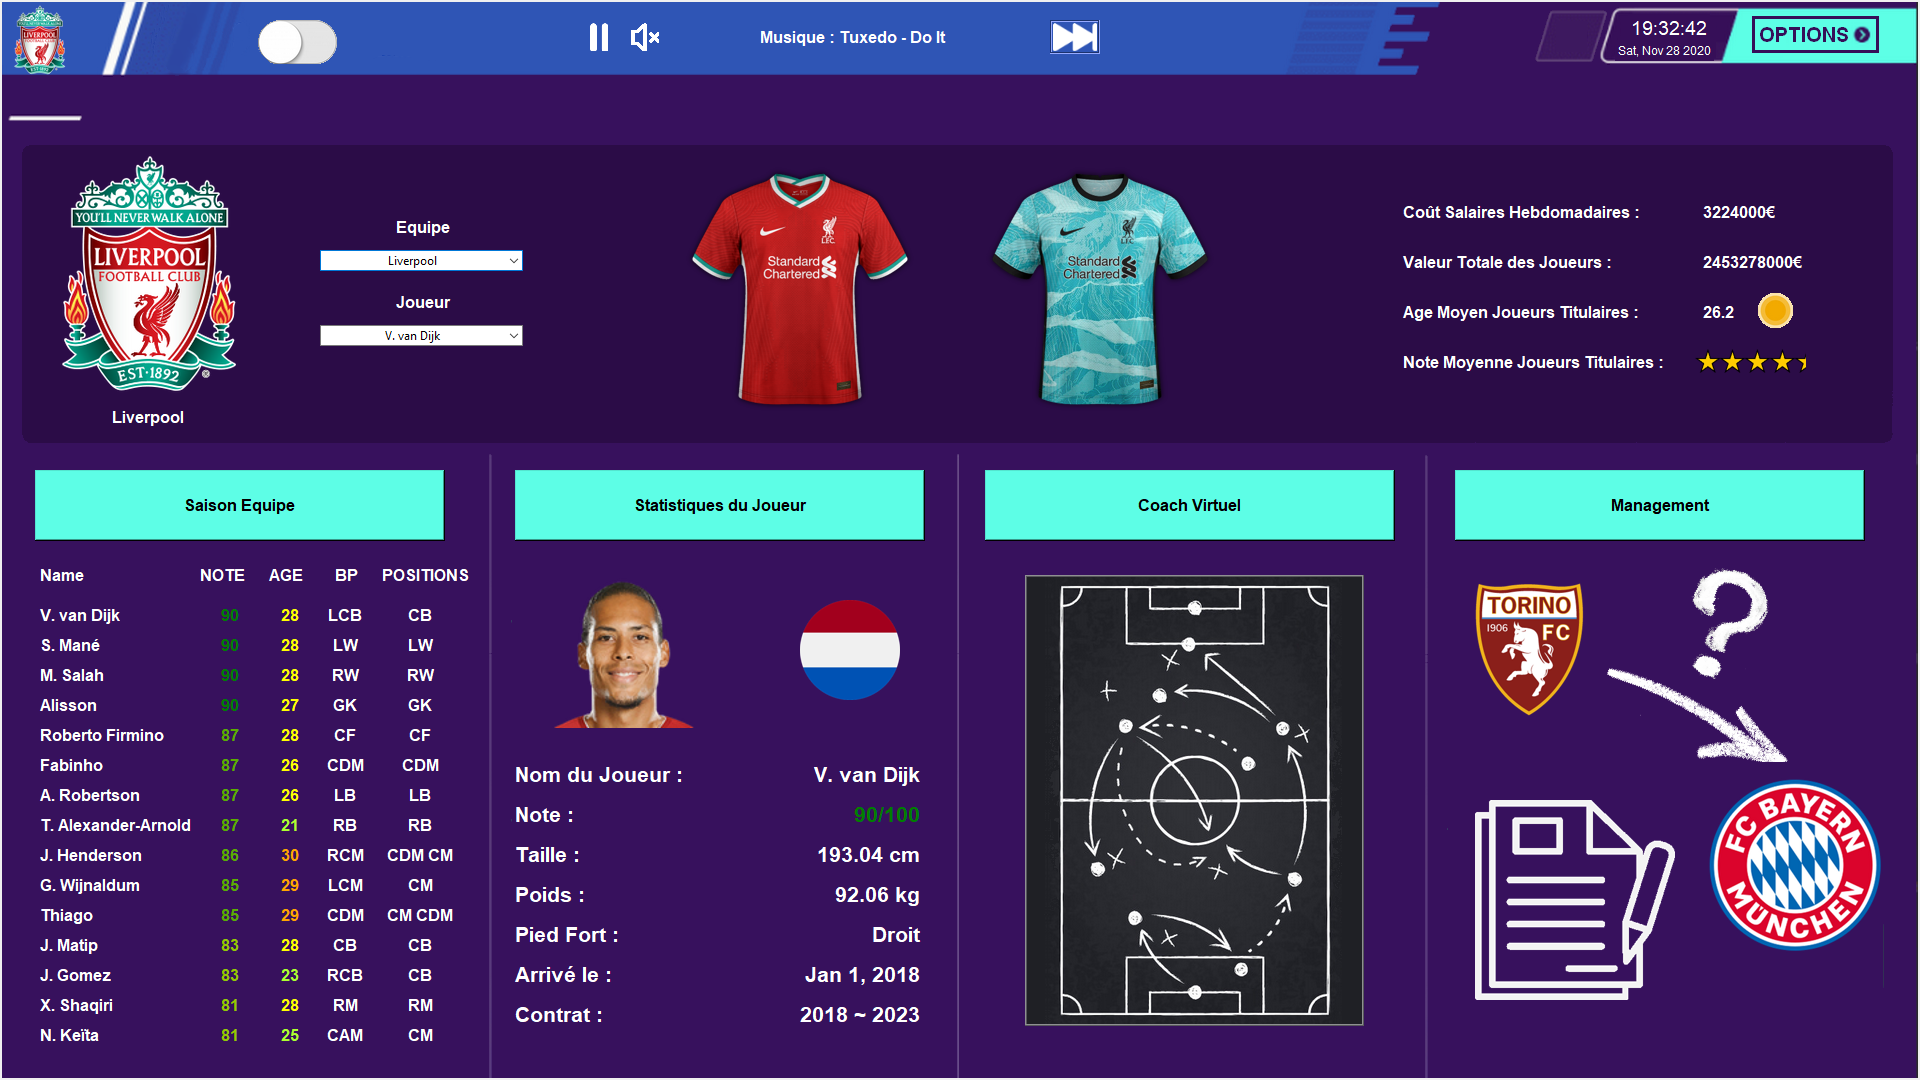 LIVERPOOL
Musique : Tuxedo - Do It
19:32:42
Sat, Nov 28 2020
OPTIONS
YOU'LL NEVER WALK ALONE
LIVERPOOL
FOOTBALL CLUB
EST·1892
®
Liverpool
Equipe
Liverpool
Joueur
V. van Dijk
L.F.C.
Standard
Chartered
L.F.C.
Standard
Chartered
Coût Salaires Hebdomadaires : 3224000€
Valeur Totale des Joueurs : 2453278000€
Age Moyen Joueurs Titulaires : 26.2
Note Moyenne Joueurs Titulaires :
Saison Equipe
Name NOTE AGE BP POSITIONS
V. van Dijk 90 28 LCB CB
S. Mané 90 28 LW LW
M. Salah 90 28 RW RW
Alisson 90 27 GK GK
Roberto Firmino 87 28 CF CF
Fabinho 87 26 CDM CDM
A. Robertson 87 26 LB LB
T. Alexander-Arnold 87 21 RB RB
J. Henderson 86 30 RCM CDM CM
G. Wijnaldum 85 29 LCM CM
Thiago 85 29 CDM CM CDM
J. Matip 83 28 CB CB
J. Gomez 83 23 RCB CB
X. Shaqiri 81 28 RM RM
N. Keïta 81 25 CAM CM
Statistiques du Joueur
Nom du Joueur : V. van Dijk
Note : 90/100
Taille : 193.04 cm
Poids : 92.06 kg
Pied Fort : Droit
Arrivé le : Jan 1, 2018
Contrat : 2018 ~ 2023
Coach Virtuel
Management
TORINO
1906 FC
?
FC BAYERN
MÜNCHEN